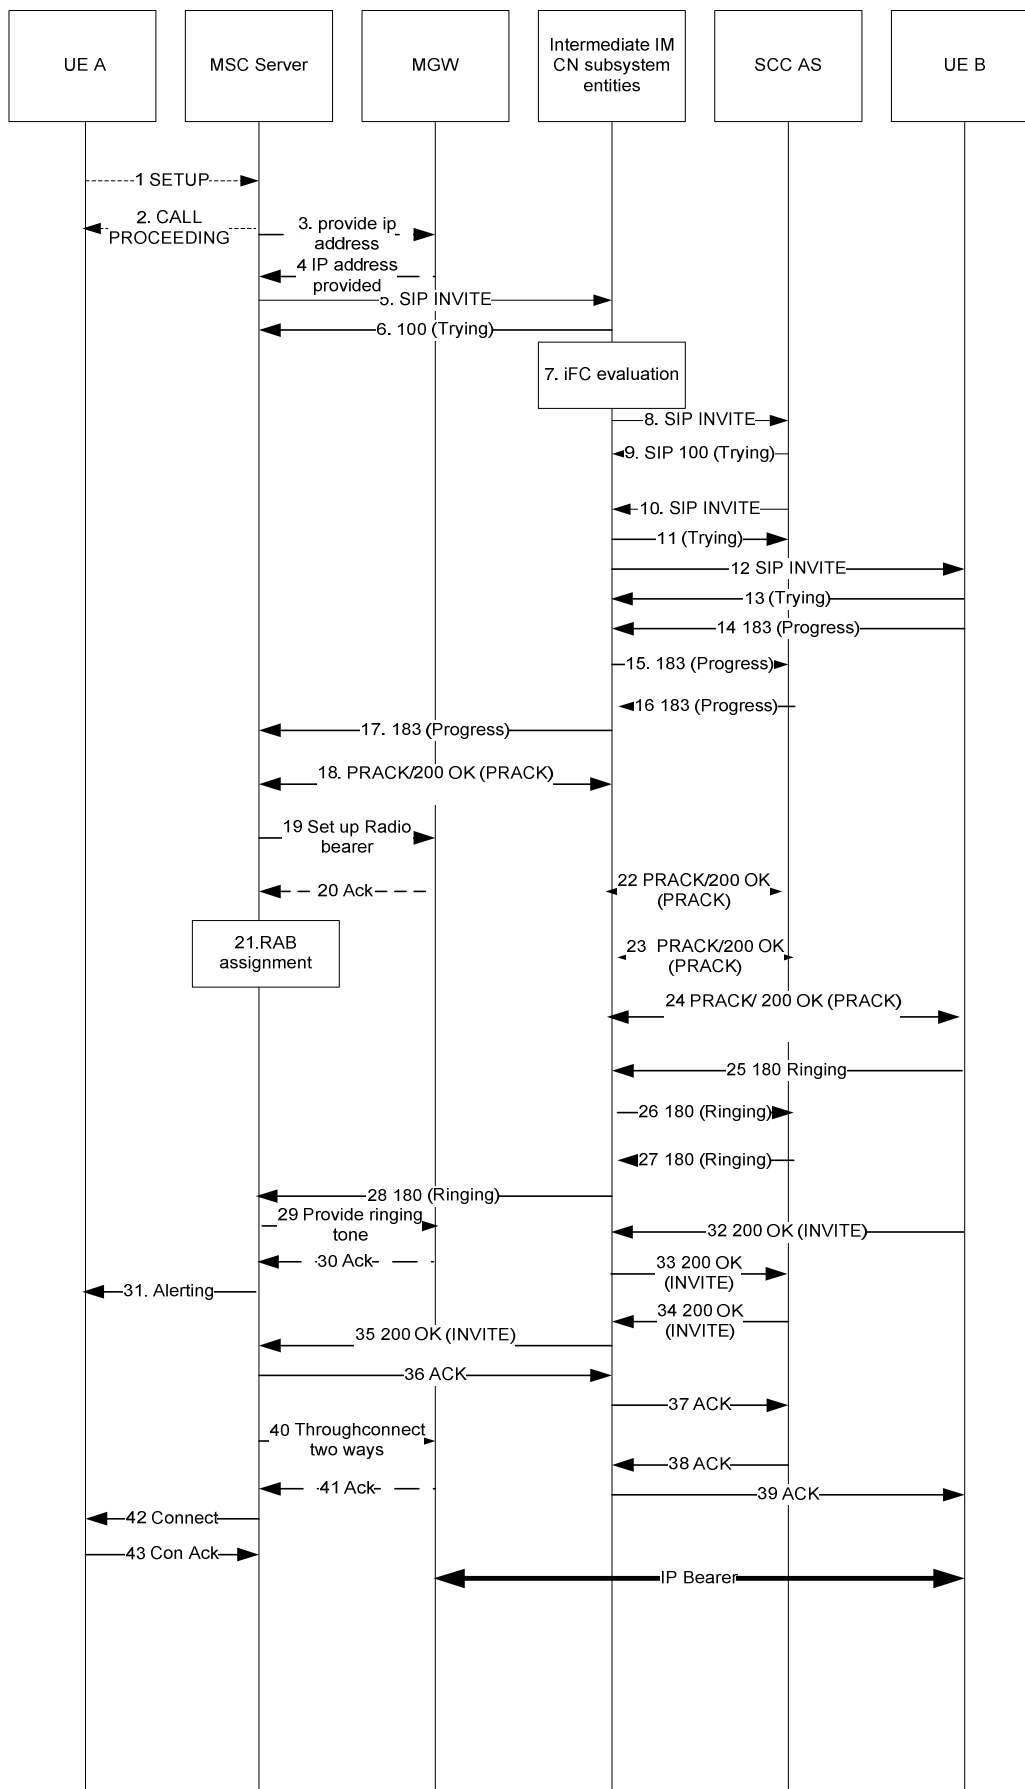 UE A
MSC Server
MGW
Intermediate IM
CN subsystem
entities
SCC AS
UE B
1 SETUP
2. CALL
PROCEEDING
3. provide ip
address
4 IP address
provided
5. SIP INVITE
6. 100 (Trying)
7. iFC evaluation
8. SIP INVITE
9. SIP 100 (Trying)
10. SIP INVITE
11 (Trying)
12 SIP INVITE
13 (Trying)
14 183 (Progress)
15. 183 (Progress)
16 183 (Progress)
17. 183 (Progress)
18. PRACK/200 OK (PRACK)
19 Set up Radio
bearer
20 Ack
22 PRACK/200 OK
(PRACK)
21.RAB
assignment
23 PRACK/200 OK
(PRACK)
24 PRACK/ 200 OK (PRACK)
25 180 Ringing
26 180 (Ringing)
27 180 (Ringing)
28 180 (Ringing)
29 Provide ringing
tone
32 200 OK (INVITE)
30 Ack
33 200 OK
(INVITE)
31. Alerting
34 200 OK
(INVITE)
35 200 OK (INVITE)
36 ACK
37 ACK
40 Throughconnect
two ways
38 ACK
41 Ack
39 ACK
42 Connect
43 Con Ack
IP Bearer